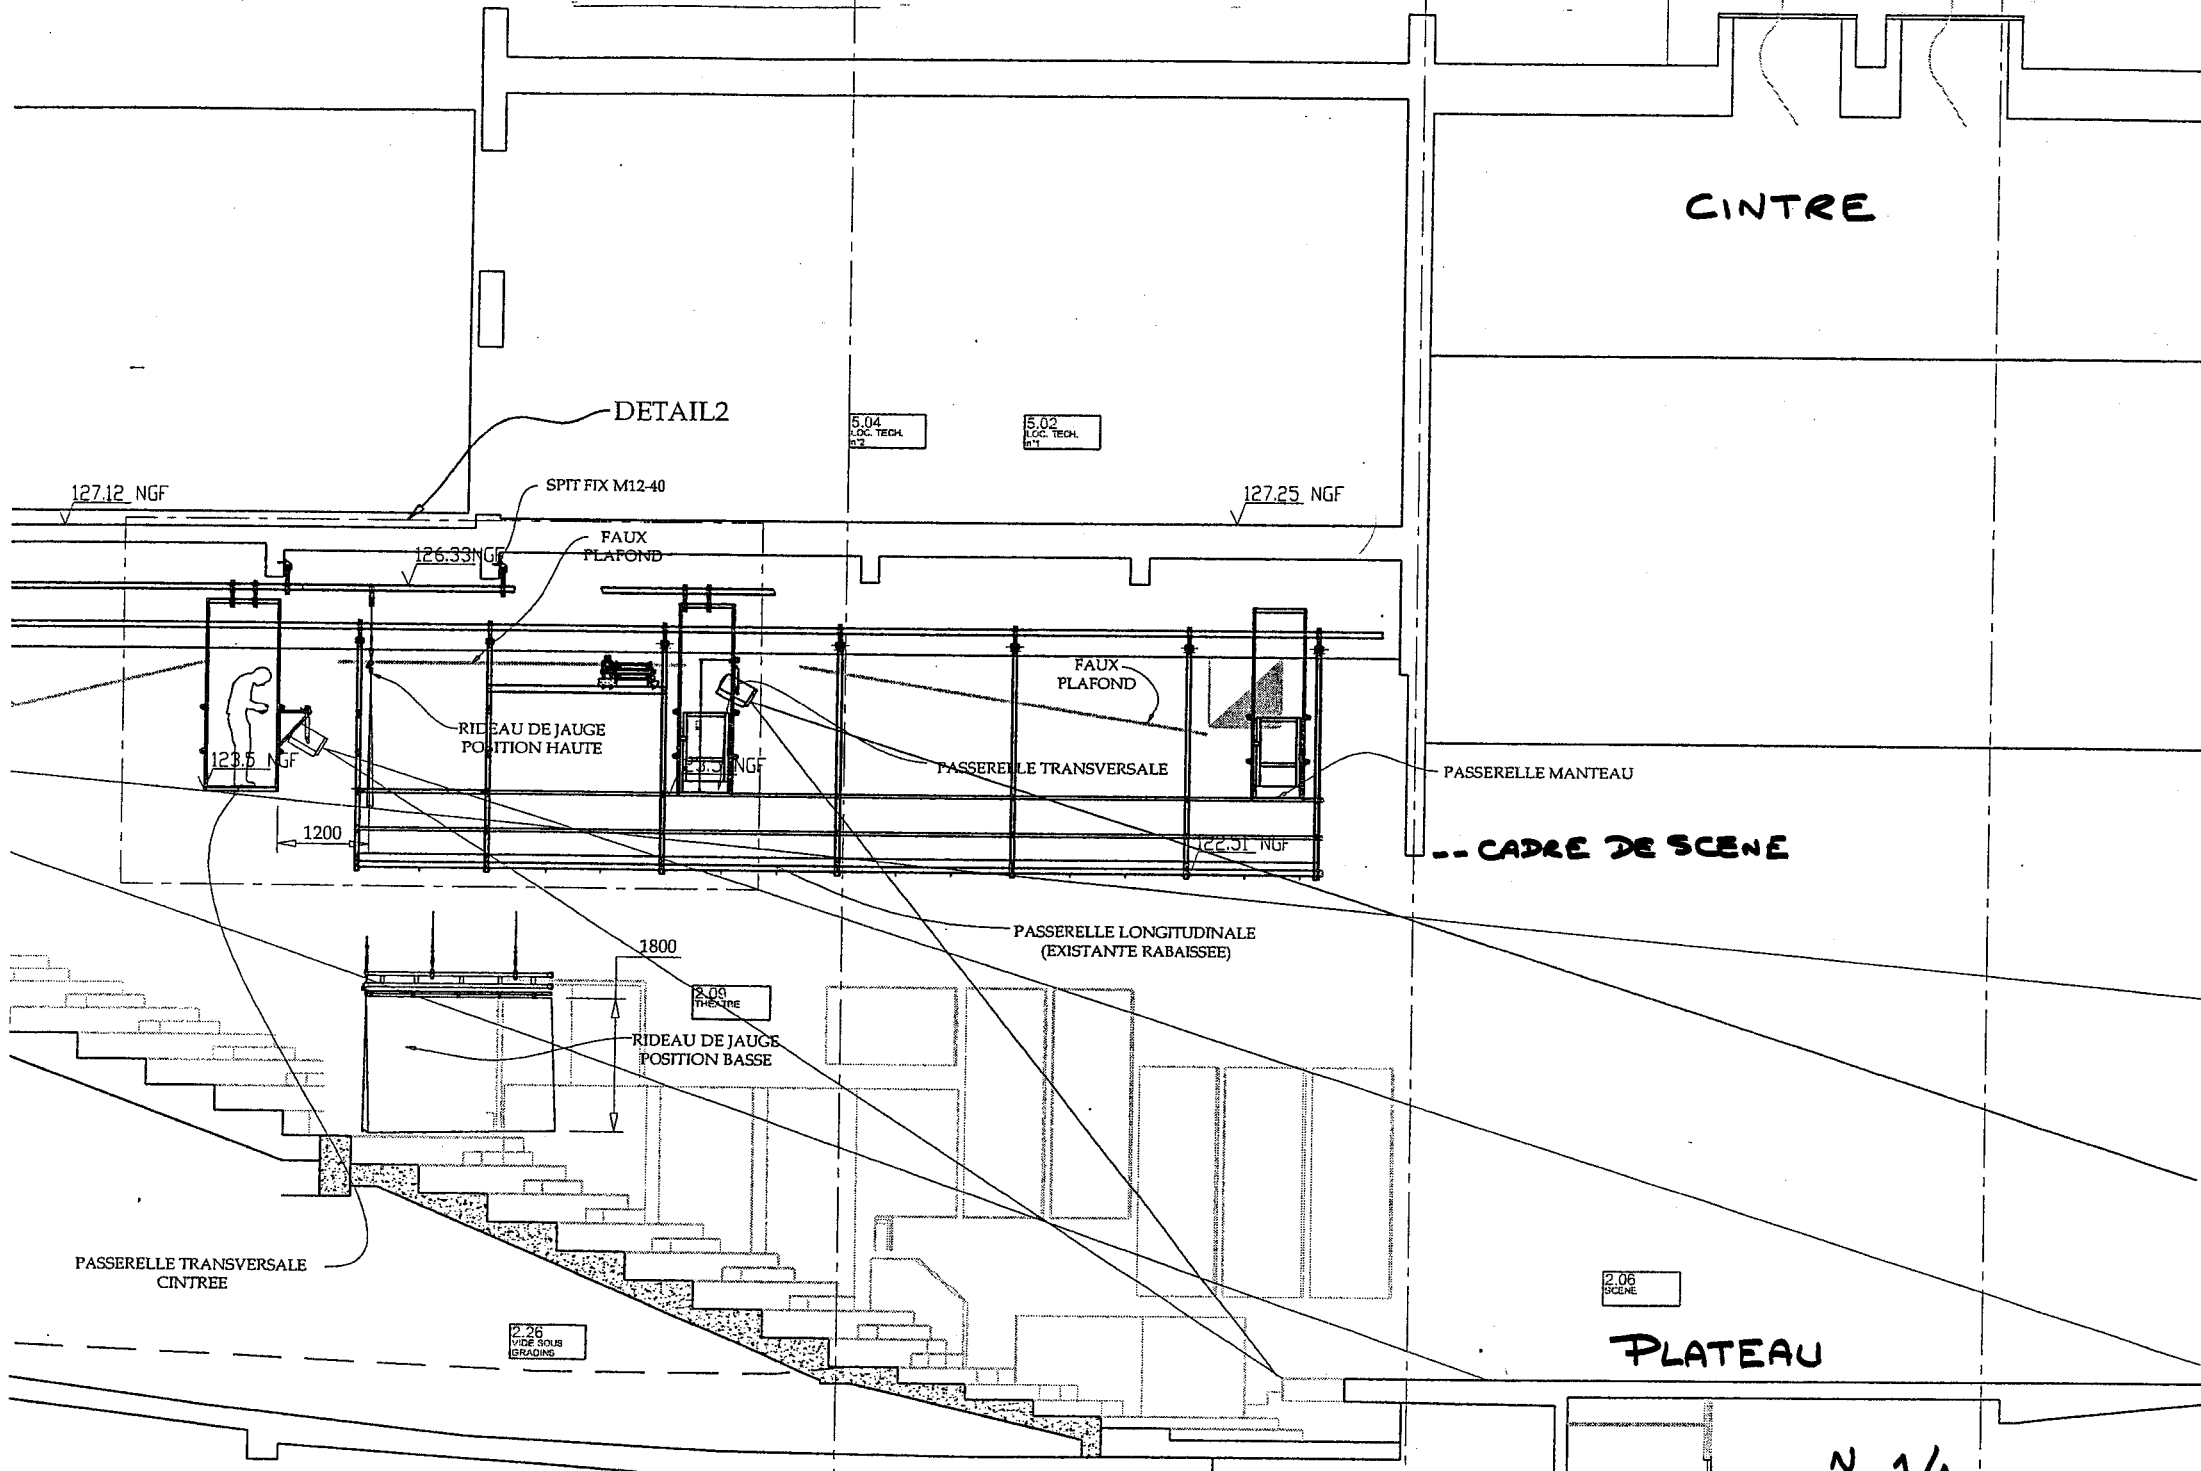 CINTRE
DETAIL2
5.04
LOC. TECH.
n°2
5.02
LOC. TECH.
n°1
127.12 NGF
SPIT FIX M12-40
127.25 NGF
FAUX
PLAFOND
126.33NGF
FAUX
PLAFOND
RIDEAU DE JAUGE
POSITION HAUTE
123.5 NGF
NGF
PASSERELLE TRANSVERSALE
PASSERELLE MANTEAU
1200
122.51 NGF
-- CADRE DE SCENE
PASSERELLE LONGITUDINALE
(EXISTANTE RABAISSEE)
1800
2.09
THEATRE
RIDEAU DE JAUGE
POSITION BASSE
PASSERELLE TRANSVERSALE
CINTREE
2.06
SCENE
2.26
VIDE SOUS
GRADINS
PLATEAU